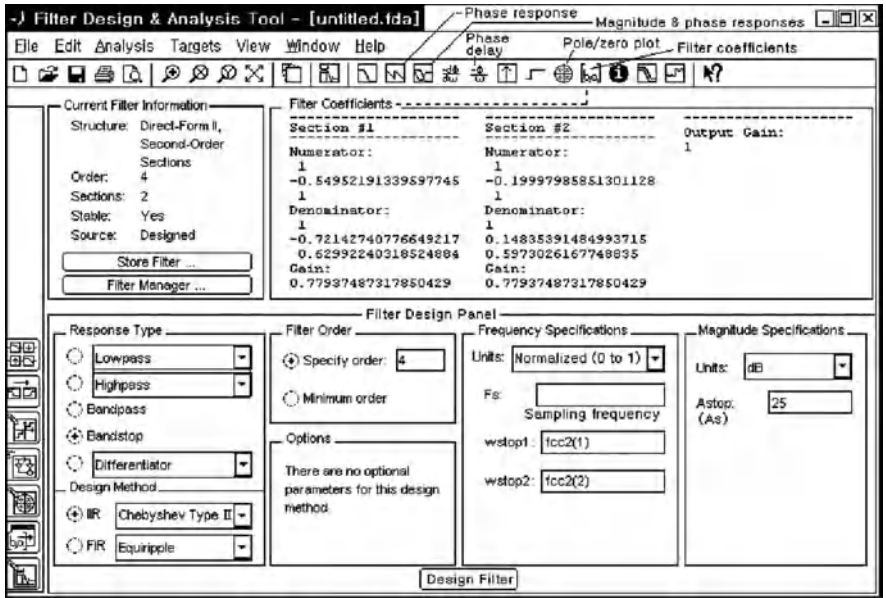 Filter Design & Analysis Tool - [untitled.fda]
Phase response
Magnitude & phase responses
File Edit Analysis Targets View Window Help
Phase delay
Pole/zero plot
Filter coefficients
Current Filter Information
Structure: Direct-Form II,
Second-Order
Sections
Order: 4
Sections: 2
Stable: Yes
Source: Designed
Store Filter ...
Filter Manager ...
Filter Coefficients
Section #1
Numerator:
1
-0.54952191339597745
1
Denominator:
1
-0.72142740776649217
0.62992240318524884
Gain:
0.77937487317850429
Section #2
Numerator:
1
-0.19997985851301128
1
Denominator:
1
0.14835391484993715
0.5973026167748835
Gain:
0.77937487317850429
Output Gain:
1
Filter Design Panel
Response Type
Lowpass
Highpass
Bandpass
Bandstop
Differentiator
Design Method
IIR Chebyshev Type II
FIR Equiripple
Filter Order
Specify order: 4
Minimum order
Options
There are no optional
parameters for this design
method.
Frequency Specifications
Units: Normalized (0 to 1)
Fs:
Sampling frequency
wstop1: fcc2(1)
wstop2: fcc2(2)
Magnitude Specifications
Units: dB
Astop: 25
(As)
Design Filter